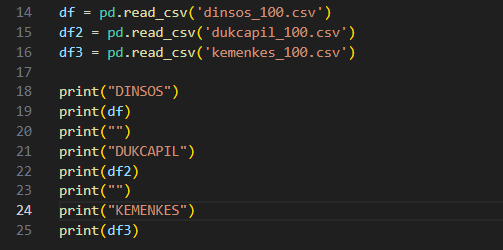 14 df = pd.read_csv('dinsos_100.csv')
15 df2 = pd.read_csv('dukcapil_100.csv')
16 df3 = pd.read_csv('kemenkes_100.csv')
17
18 print("DINSOS")
19 print(df)
20 print("")
21 print("DUKCAPIL")
22 print(df2)
23 print("")
24 print("KEMENKES")
25 print(df3)